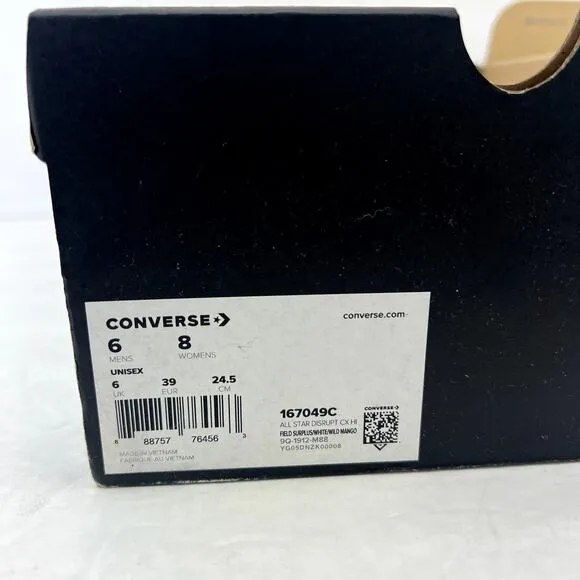 CONVERSE
converse.com
6 8
MENS WOMENS
UNISEX
6 39 24.5
UK EUR CM
8 88757 76456 3
MADE IN VIETNAM
FABRIQUÉ AU VIETNAM
167049C
ALL STAR DISRUPT CX HI
FIELD SURPLUS/WHITE/WILD MANGO
9Q-1912-M88
YG05DNZK00008
CONVERSE